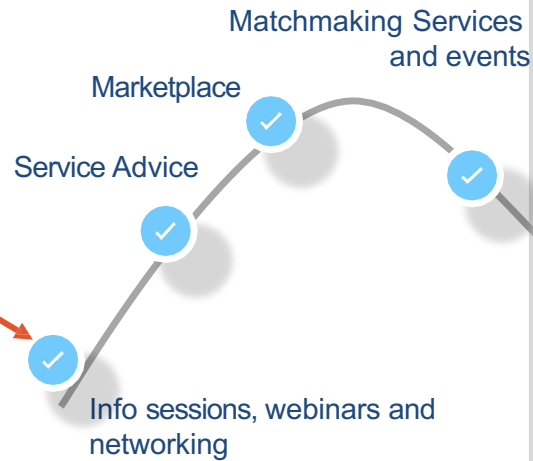 Matchmaking Services
and events
Marketplace
Service Advice
Info sessions, webinars and
networking